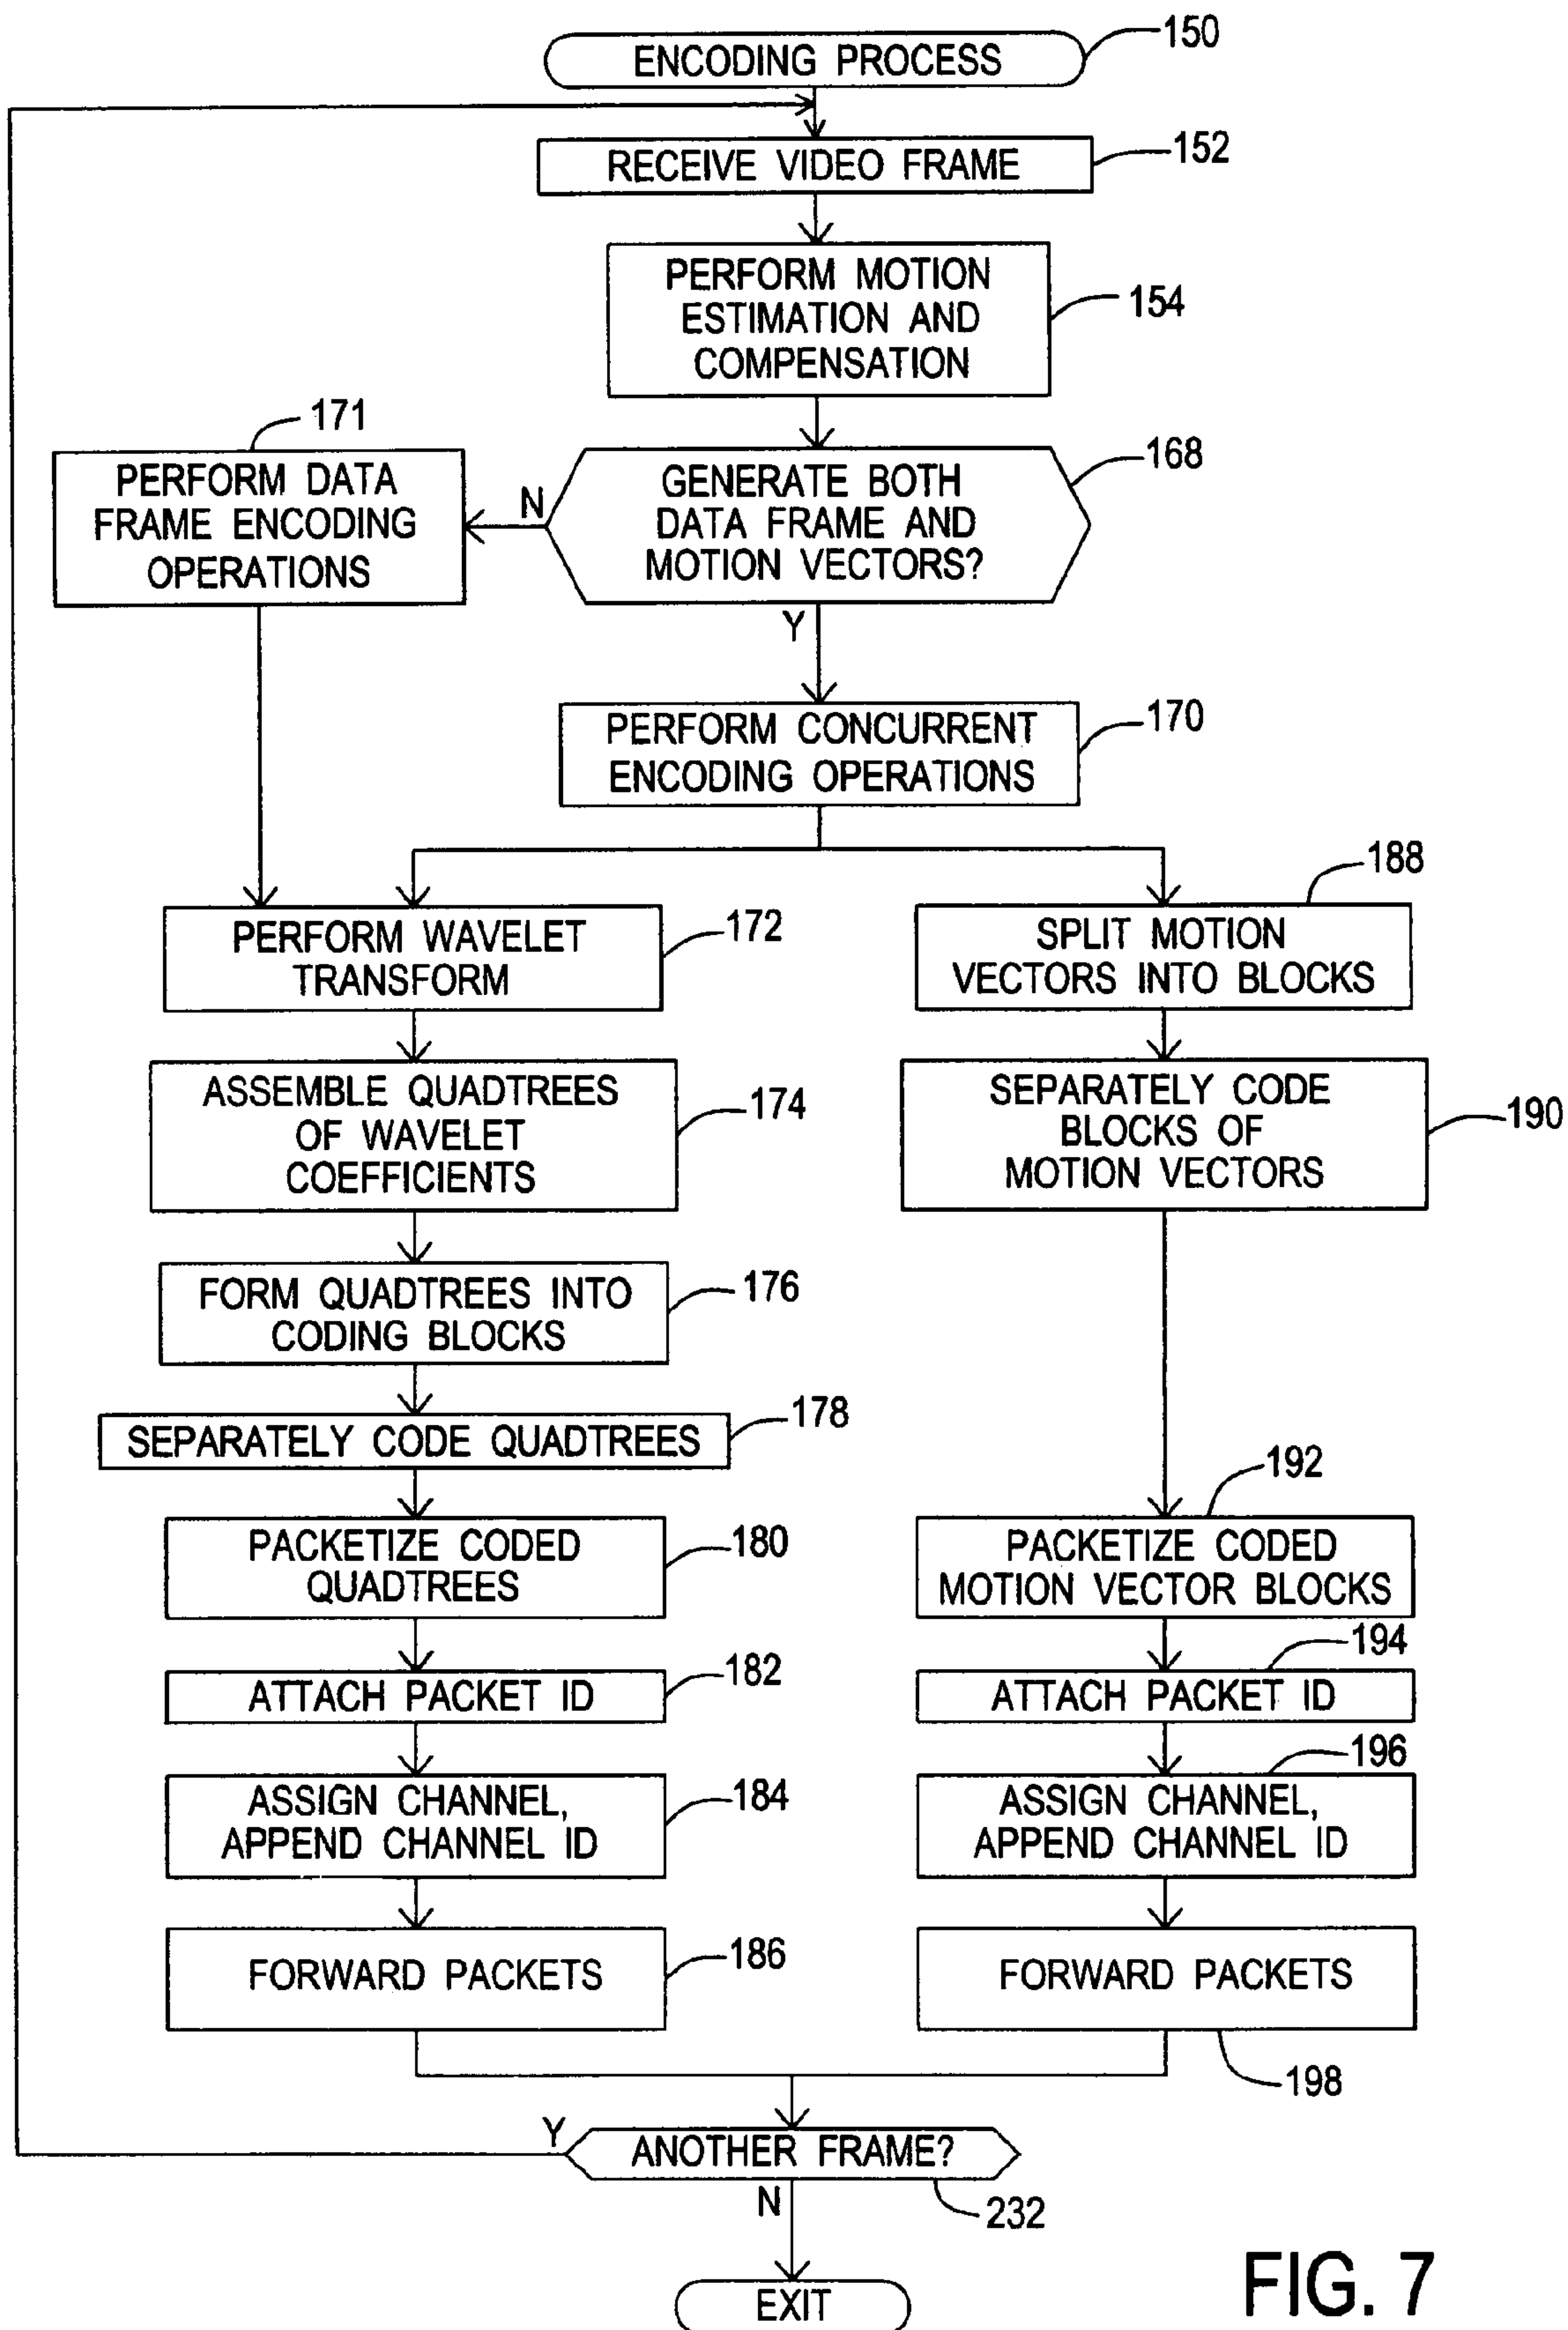 ENCODING PROCESS
150
RECEIVE VIDEO FRAME
152
PERFORM MOTION
ESTIMATION AND
COMPENSATION
154
171
PERFORM DATA
FRAME ENCODING
OPERATIONS
N
GENERATE BOTH
DATA FRAME AND
MOTION VECTORS?
168
Y
PERFORM CONCURRENT
ENCODING OPERATIONS
170
PERFORM WAVELET
TRANSFORM
172
ASSEMBLE QUADTREES
OF WAVELET
COEFFICIENTS
174
FORM QUADTREES INTO
CODING BLOCKS
176
SEPARATELY CODE QUADTREES
178
PACKETIZE CODED
QUADTREES
180
ATTACH PACKET ID
182
ASSIGN CHANNEL,
APPEND CHANNEL ID
184
FORWARD PACKETS
186
188
SPLIT MOTION
VECTORS INTO BLOCKS
SEPARATELY CODE
BLOCKS OF
MOTION VECTORS
190
192
PACKETIZE CODED
MOTION VECTOR BLOCKS
194
ATTACH PACKET ID
196
ASSIGN CHANNEL,
APPEND CHANNEL ID
FORWARD PACKETS
198
Y
ANOTHER FRAME?
232
N
EXIT
FIG. 7